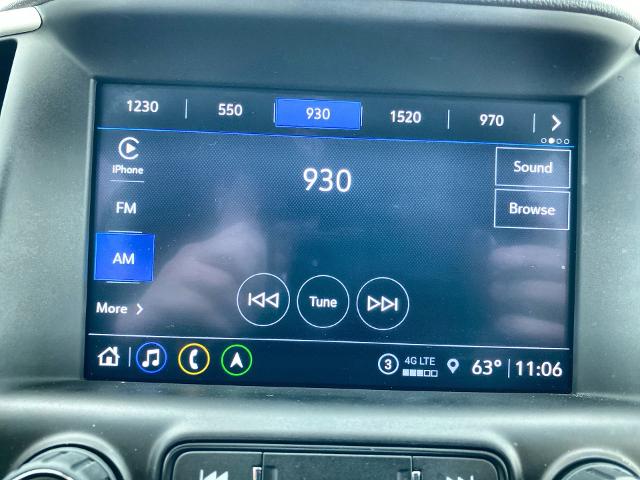 1230 550 930 1520 970
iPhone
930
Sound
FM
Browse
AM
Tune
More
3 4G LTE 63° 11:06